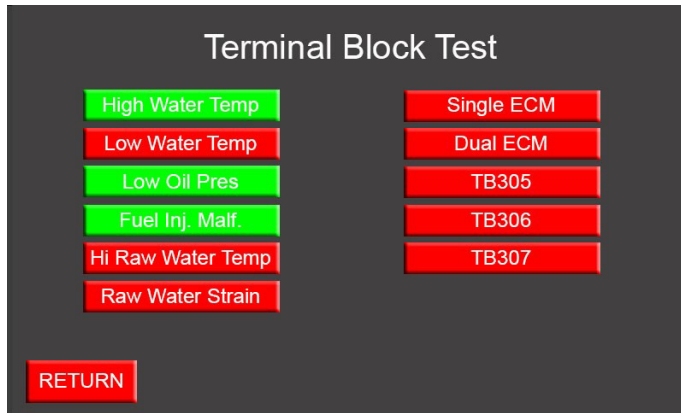 Terminal Block Test
High Water Temp
Low Water Temp
Low Oil Pres
Fuel Inj. Malf.
Hi Raw Water Temp
Raw Water Strain
Single ECM
Dual ECM
TB305
TB306
TB307
RETURN